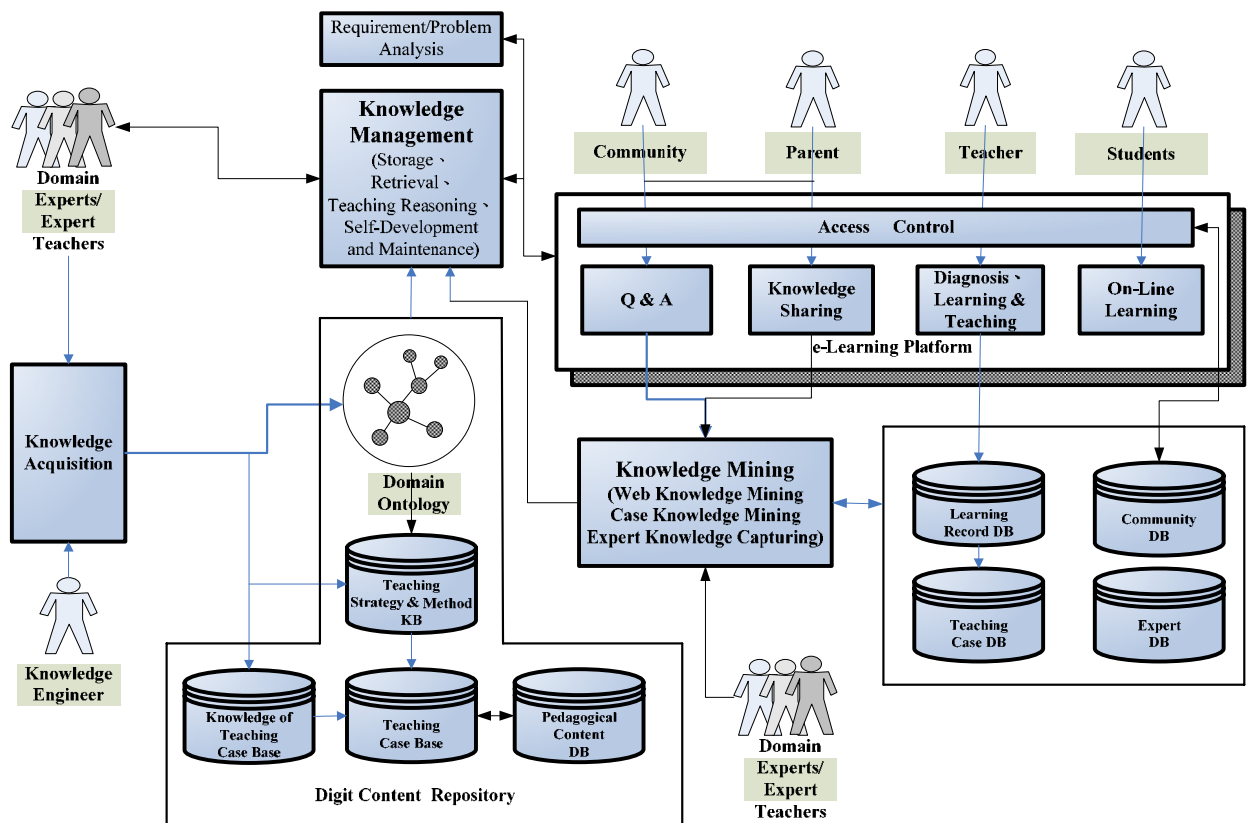 Requirement/Problem
Analysis
Knowledge
Management
(Storage、
Retrieval、
Teaching Reasoning、
Self-Development
and Maintenance)
Domain
Experts/
Expert
Teachers
Community
Parent
Teacher
Students
Access Control
Q & A
Knowledge
Sharing
Diagnosis、
Learning &
Teaching
On-Line
Learning
e-Learning Platform
Knowledge
Acquisition
Domain
Ontology
Knowledge Mining
(Web Knowledge Mining
Case Knowledge Mining
Expert Knowledge Capturing)
Learning
Record DB
Community
DB
Teaching
Case DB
Expert
DB
Teaching
Strategy & Method
KB
Knowledge
Engineer
Knowledge of
Teaching
Case Base
Teaching
Case Base
Pedagogical
Content
DB
Digit Content Repository
Domain
Experts/
Expert
Teachers